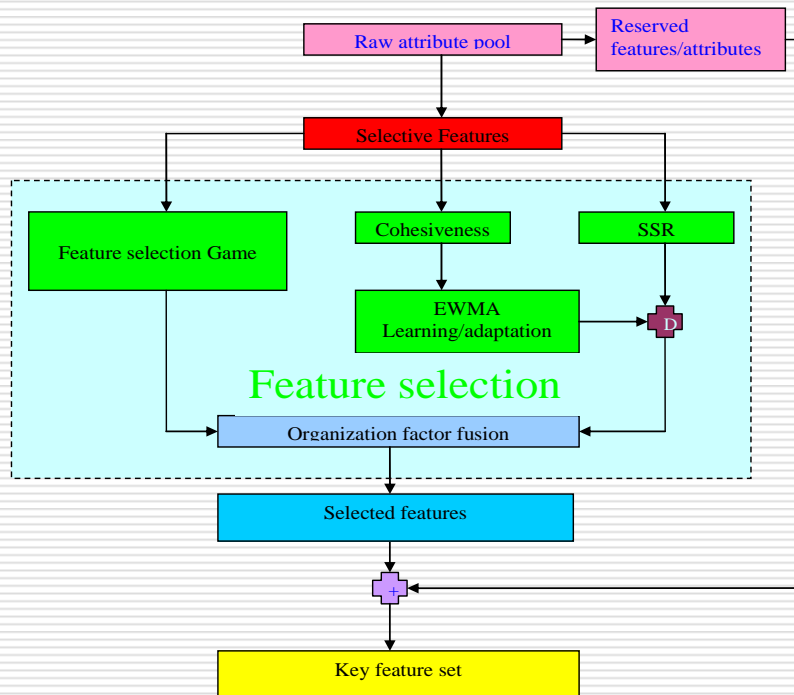 Raw attribute pool
Reserved
features/attributes
Selective Features
Feature selection Game
Cohesiveness
SSR
EWMA
Learning/adaptation
D
Feature selection
Organization factor fusion
Selected features
+
Key feature set